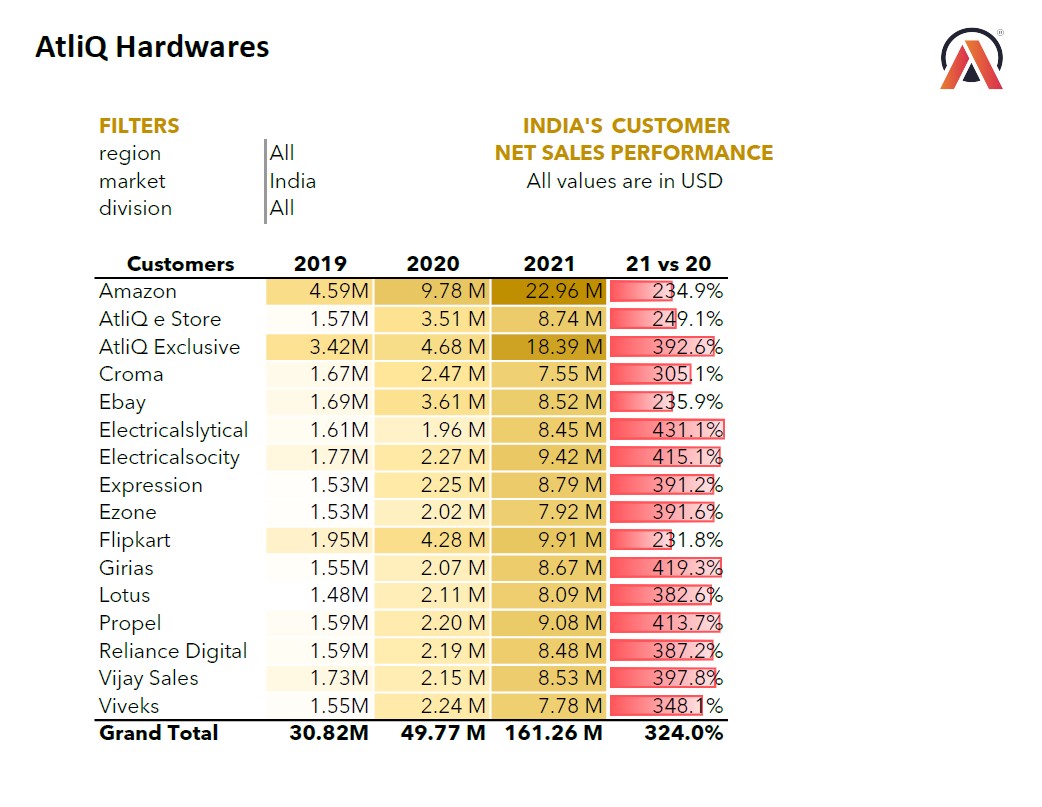 AtliQ Hardwares
®
FILTERS
region All
market India
division All
INDIA'S CUSTOMER
NET SALES PERFORMANCE
All values are in USD
Customers 2019 2020 2021 21 vs 20
Amazon 4.59M 9.78 M 22.96 M 234.9%
AtliQ e Store 1.57M 3.51 M 8.74 M 249.1%
AtliQ Exclusive 3.42M 4.68 M 18.39 M 392.6%
Croma 1.67M 2.47 M 7.55 M 305.1%
Ebay 1.69M 3.61 M 8.52 M 235.9%
Electricalslytical 1.61M 1.96 M 8.45 M 431.1%
Electricalsocity 1.77M 2.27 M 9.42 M 415.1%
Expression 1.53M 2.25 M 8.79 M 391.2%
Ezone 1.53M 2.02 M 7.92 M 391.6%
Flipkart 1.95M 4.28 M 9.91 M 231.8%
Girias 1.55M 2.07 M 8.67 M 419.3%
Lotus 1.48M 2.11 M 8.09 M 382.6%
Propel 1.59M 2.20 M 9.08 M 413.7%
Reliance Digital 1.59M 2.19 M 8.48 M 387.2%
Vijay Sales 1.73M 2.15 M 8.53 M 397.8%
Viveks 1.55M 2.24 M 7.78 M 348.1%
Grand Total 30.82M 49.77 M 161.26 M 324.0%